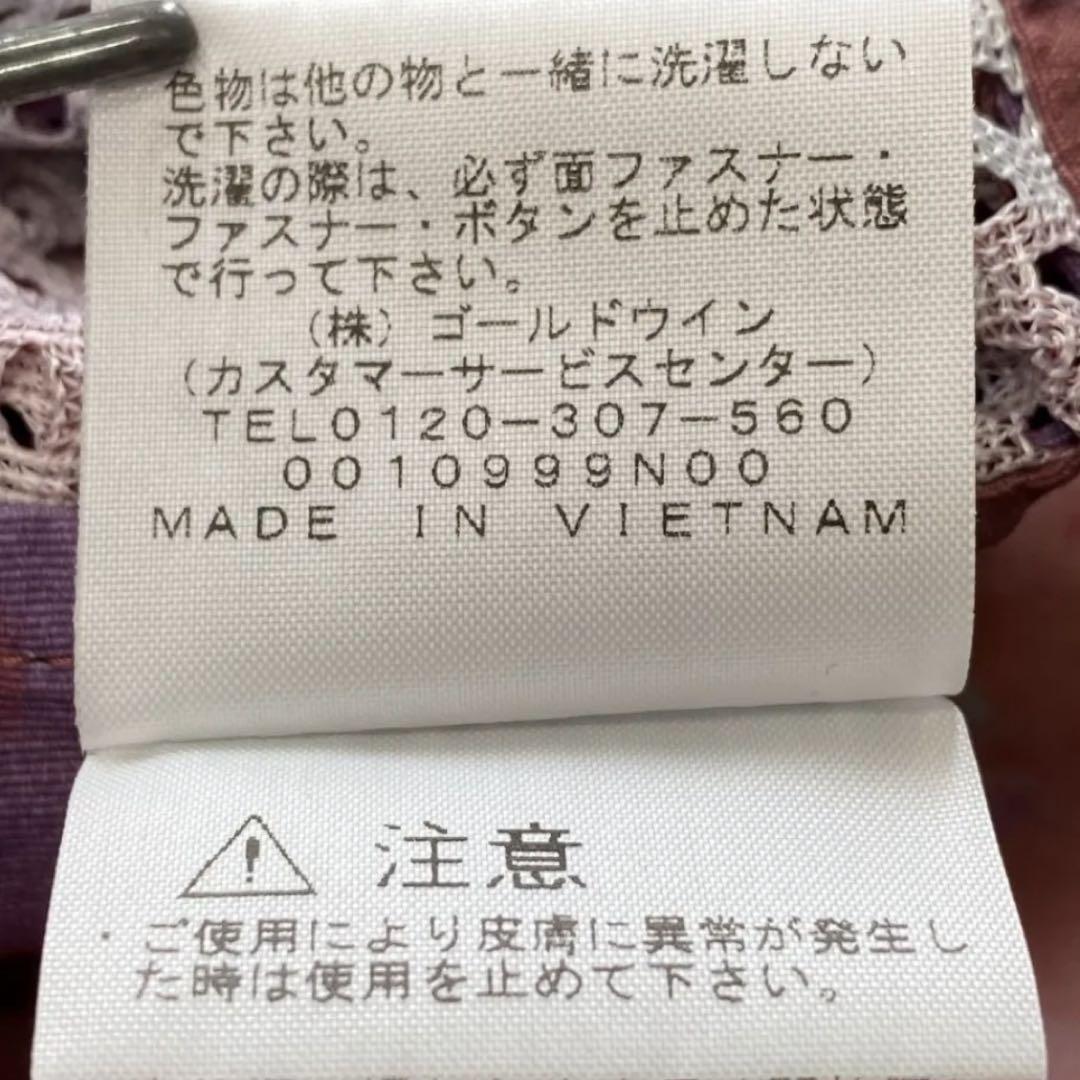 色物は他の物と一緒に洗濯しない
で下さい。
洗濯の際は、必ず面ファスナー・
ファスナー・ボタンを止めた状態
で行って下さい。
(株) ゴールドウイン
(カスタマーサービスセンター)
TEL0120-307-560
0010999N00
MADE IN VIETNAM
注意
・ご使用により皮膚に異常が発生し
た時は使用を止めて下さい。